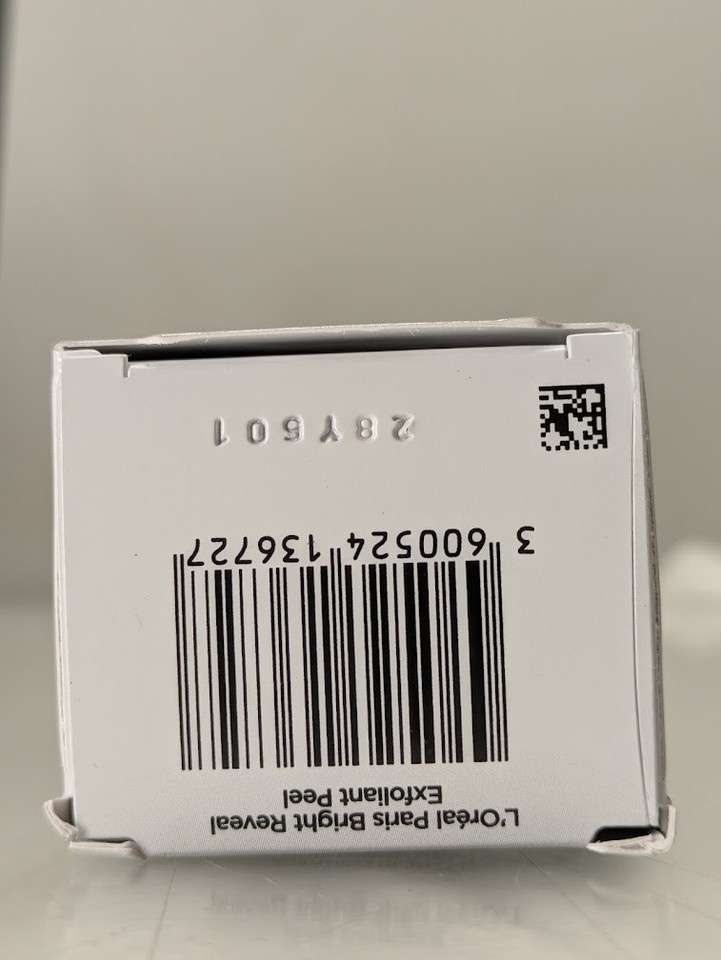 L'Oréal Paris Bright Reveal
Exfoliant Peel
3 600524 136727
28Y501